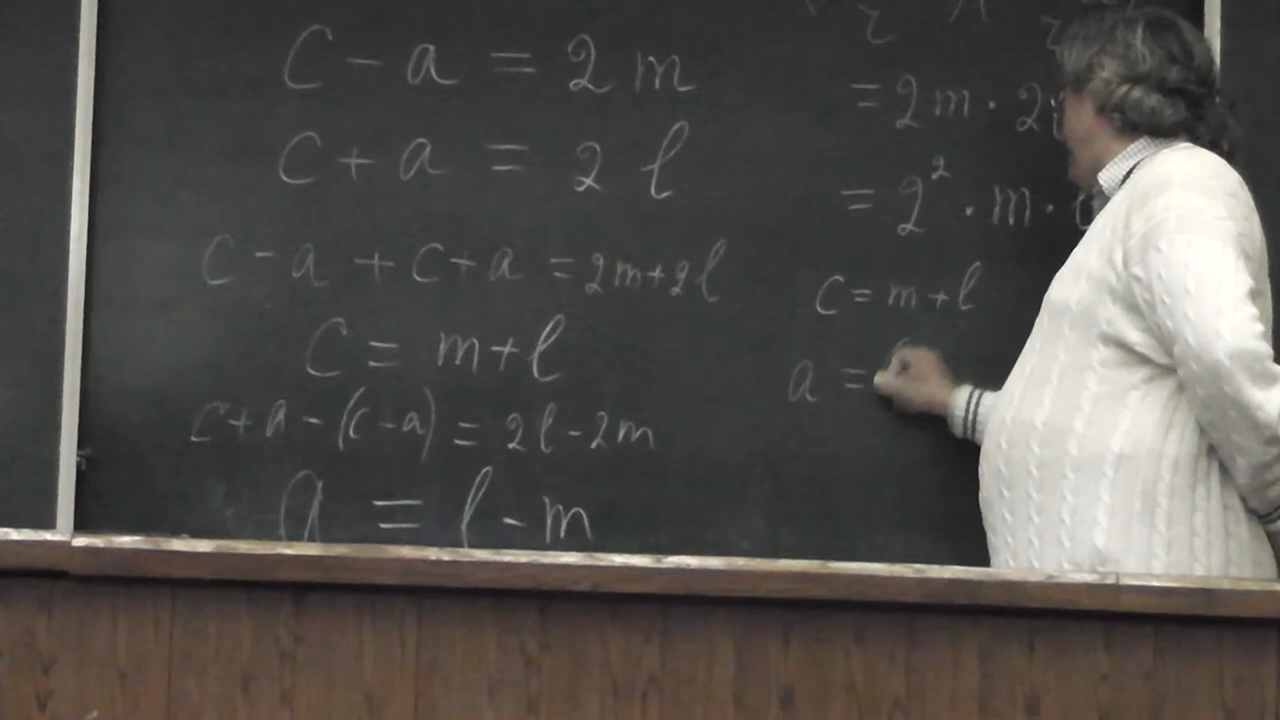 c - a = 2m
c + a = 2l
c - a + c + a = 2m + 2l
c = m + l
c + a - (c - a) = 2l - 2m
a = l - m
= 2m · 2
= 2² · m ·
c = m + l
a =